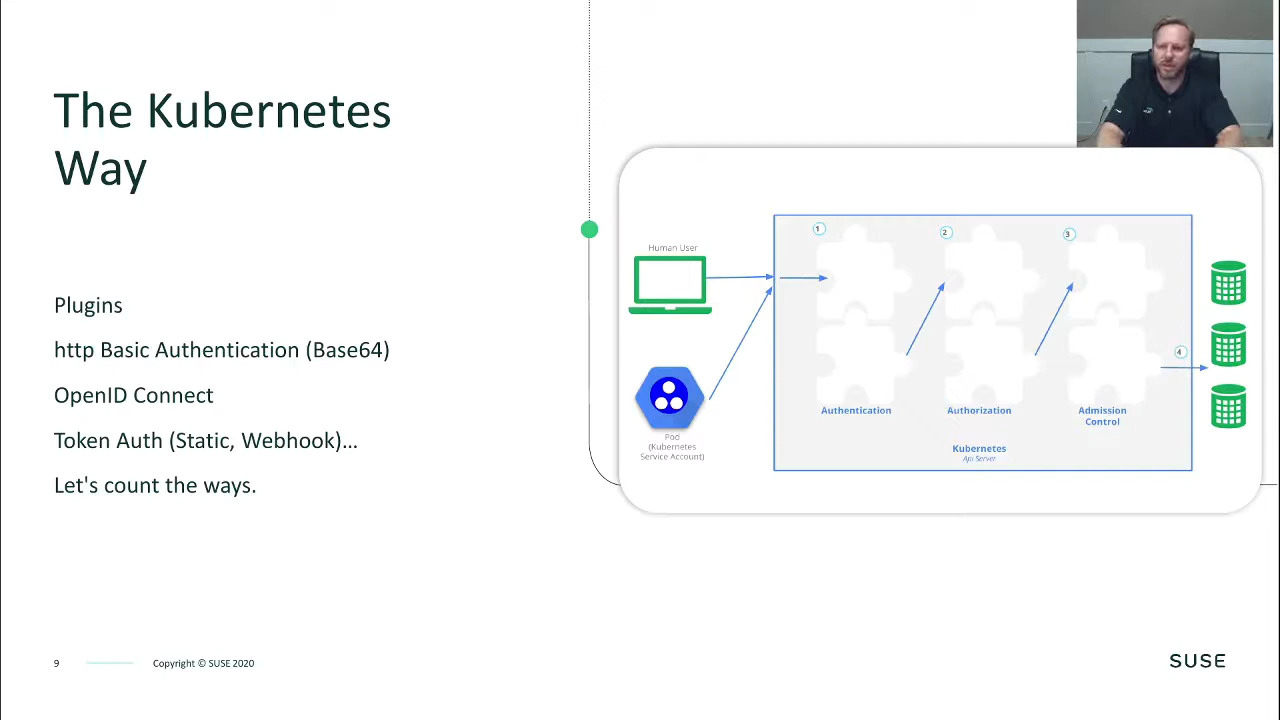 The Kubernetes
Way
Plugins
http Basic Authentication (Base64)
OpenID Connect
Token Auth (Static, Webhook)...
Let's count the ways.
Human User
Pod
(Kubernetes
Service Account)
1
2
3
4
Authentication
Authorization
Admission
Control
Kubernetes
Api Server
9
Copyright © SUSE 2020
SUSE